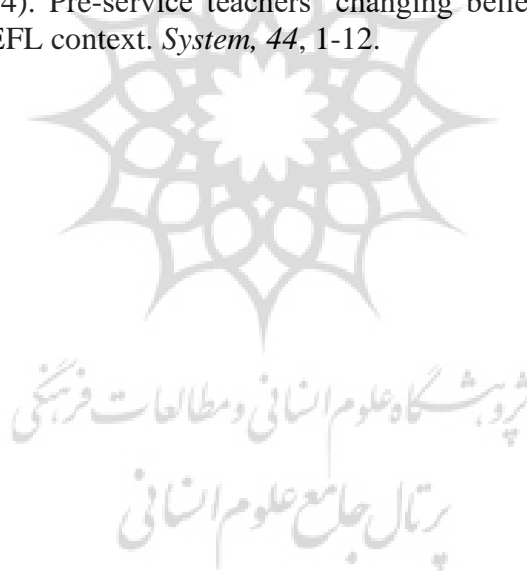 4). Pre-service teachers changing belie
EFL context. System, 44, 1-12.
پژوهشگاه علوم انسانی و مطالعات فرهنگی
پرتال جامع علوم انسانی